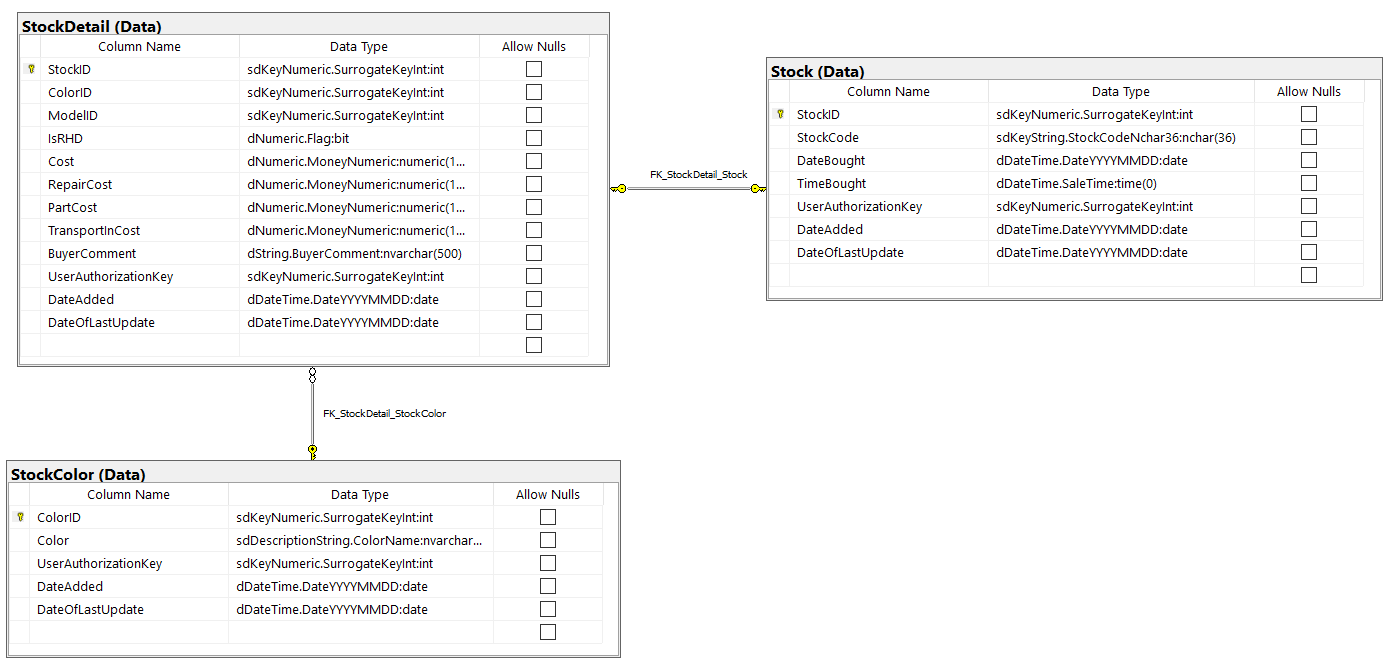 StockDetail (Data)
Column Name Data Type Allow Nulls
StockID sdKeyNumeric.SurrogateKeyInt:int
ColorID sdKeyNumeric.SurrogateKeyInt:int
ModelID sdKeyNumeric.SurrogateKeyInt:int
IsRHD dNumeric.Flag:bit
Cost dNumeric.MoneyNumeric:numeric(1...
RepairCost dNumeric.MoneyNumeric:numeric(1...
PartCost dNumeric.MoneyNumeric:numeric(1...
TransportInCost dNumeric.MoneyNumeric:numeric(1...
BuyerComment dString.BuyerComment:nvarchar(500)
UserAuthorizationKey sdKeyNumeric.SurrogateKeyInt:int
DateAdded dDateTime.DateYYYYMMDD:date
DateOfLastUpdate dDateTime.DateYYYYMMDD:date
FK_StockDetail_Stock
Stock (Data)
Column Name Data Type Allow Nulls
StockID sdKeyNumeric.SurrogateKeyInt:int
StockCode sdKeyString.StockCodeNchar36:nchar(36)
DateBought dDateTime.DateYYYYMMDD:date
TimeBought dDateTime.SaleTime:time(0)
UserAuthorizationKey sdKeyNumeric.SurrogateKeyInt:int
DateAdded dDateTime.DateYYYYMMDD:date
DateOfLastUpdate dDateTime.DateYYYYMMDD:date
FK_StockDetail_StockColor
StockColor (Data)
Column Name Data Type Allow Nulls
ColorID sdKeyNumeric.SurrogateKeyInt:int
Color sdDescriptionString.ColorName:nvarchar...
UserAuthorizationKey sdKeyNumeric.SurrogateKeyInt:int
DateAdded dDateTime.DateYYYYMMDD:date
DateOfLastUpdate dDateTime.DateYYYYMMDD:date